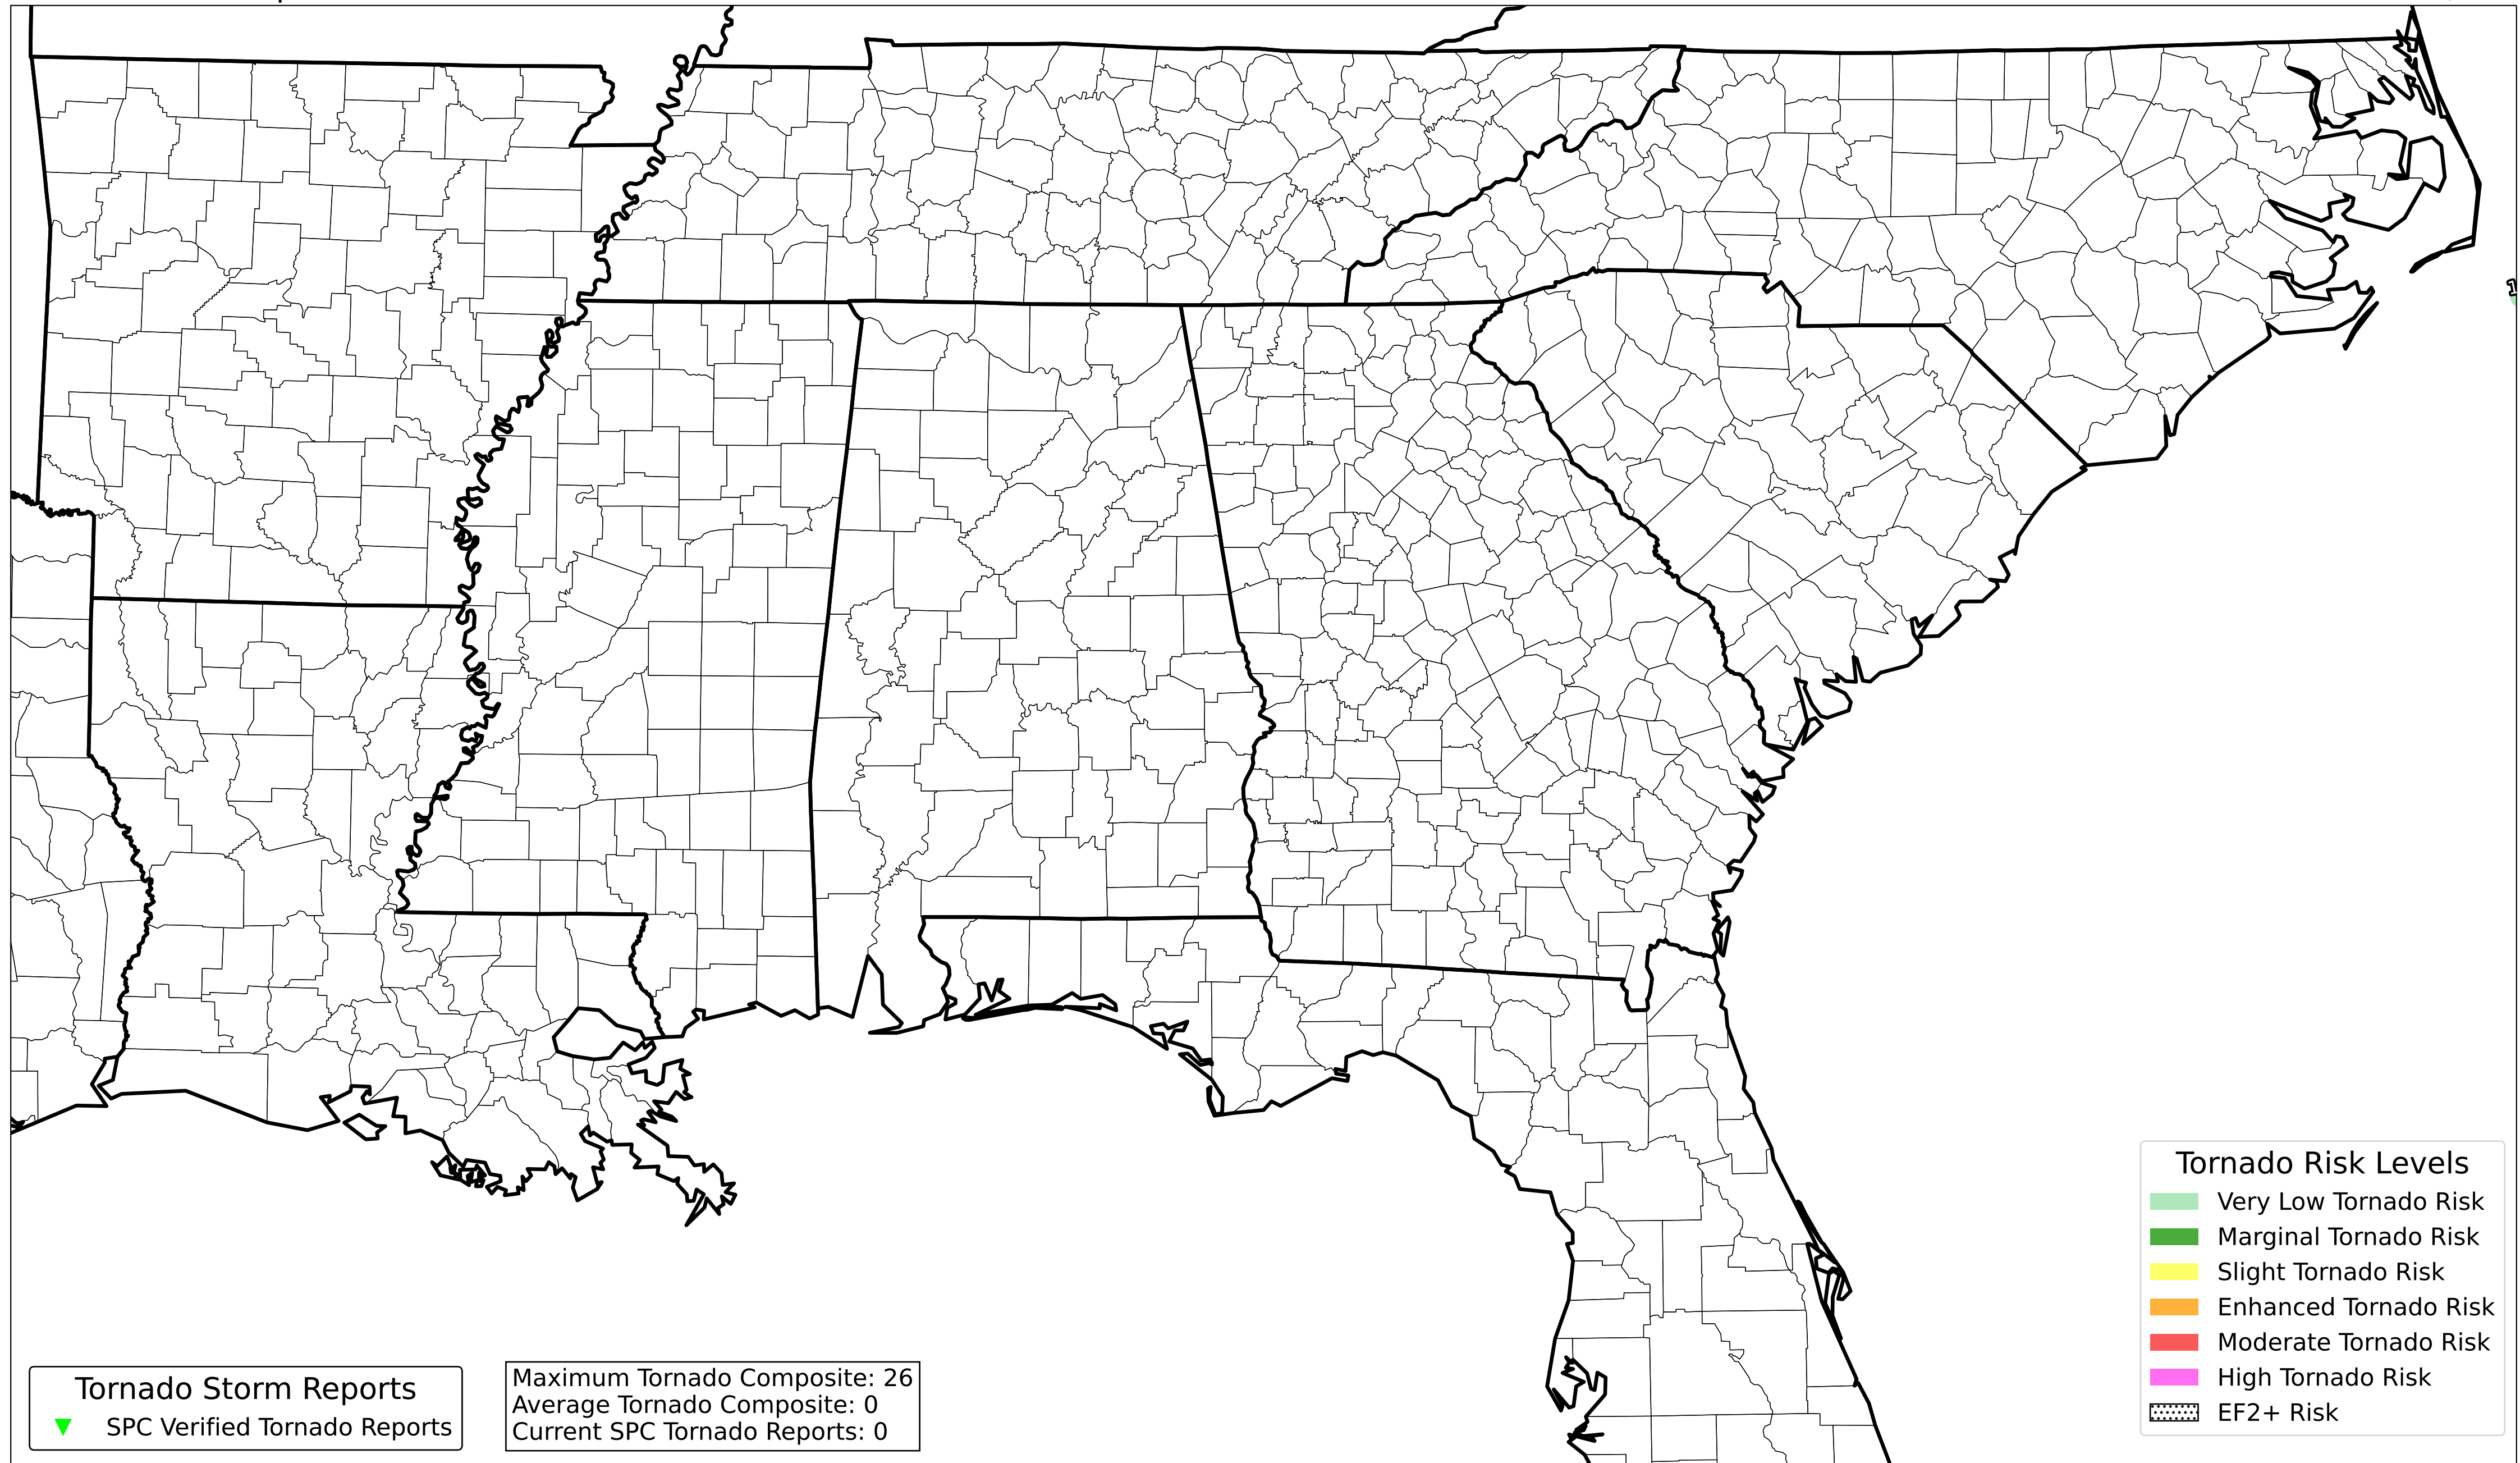 Tornado Risk Levels
Very Low Tornado Risk
Marginal Tornado Risk
Slight Tornado Risk
Enhanced Tornado Risk
Moderate Tornado Risk
High Tornado Risk
EF2+ Risk
Tornado Storm Reports
SPC Verified Tornado Reports
Maximum Tornado Composite: 26
Average Tornado Composite: 0
Current SPC Tornado Reports: 0